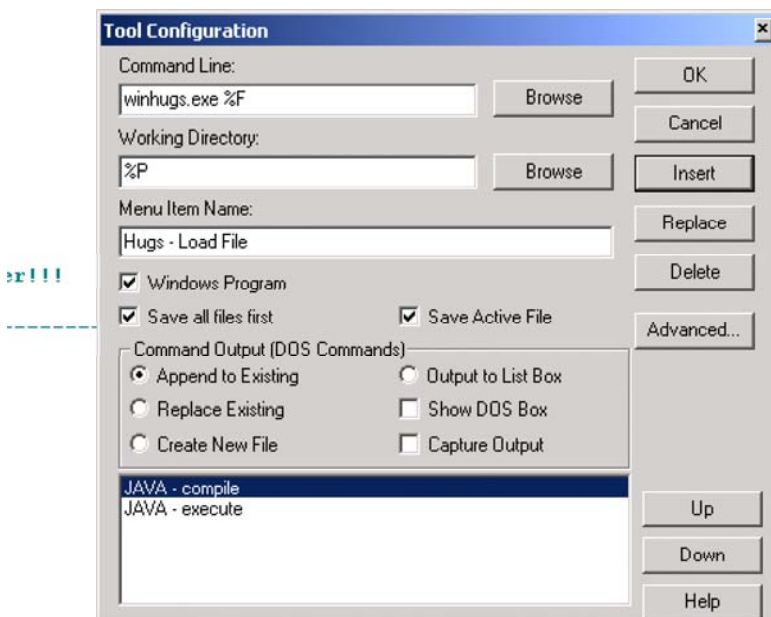 Tool Configuration
Command Line:
winhugs.exe %F
Browse
Working Directory:
%P
Browse
Menu Item Name:
Hugs - Load File
Windows Program
Save all files first
Save Active File
Command Output (DOS Commands)
Append to Existing
Output to List Box
Replace Existing
Show DOS Box
Create New File
Capture Output
JAVA - compile
JAVA - execute
OK
Cancel
Insert
Replace
Delete
Advanced...
Up
Down
Help
er!!!